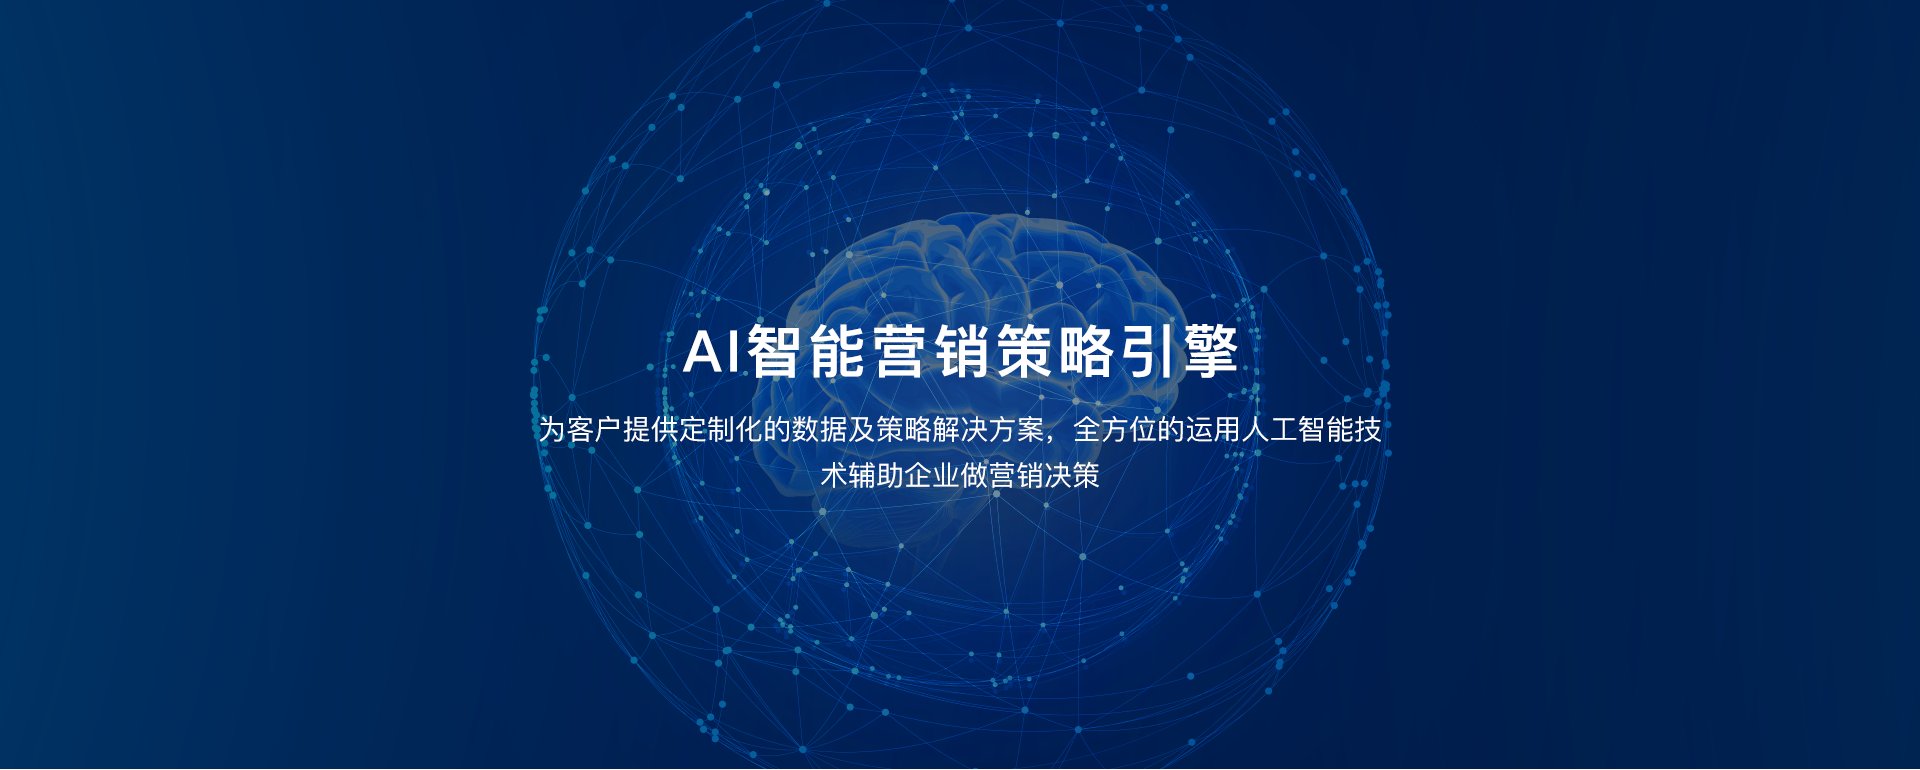 AI智能营销策略引擎
为客户提供定制化的数据及策略解决方案，全方位的运用人工智能技
术辅助企业做营销决策